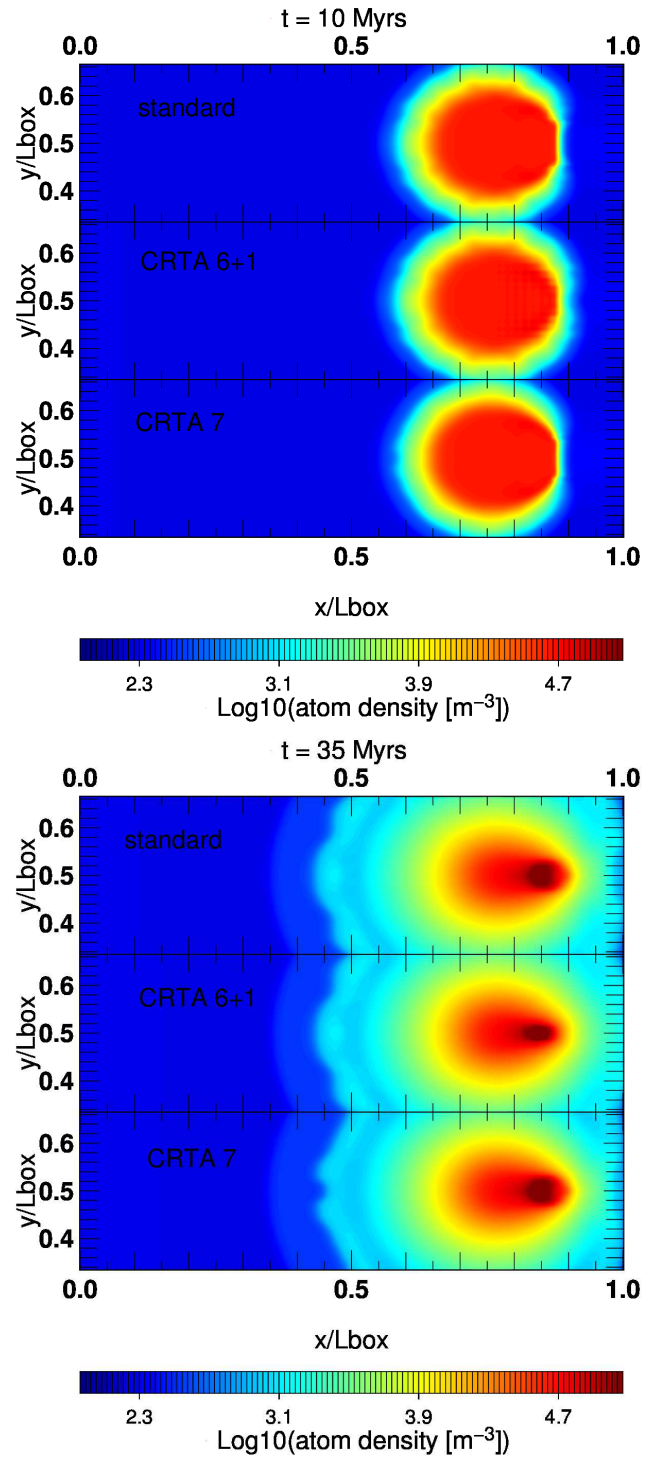 t = 10 Myrs
0.0 0.5 1.0
y/Lbox
0.6
0.5
0.4
standard
y/Lbox
0.6
0.5
0.4
CRTA 6+1
y/Lbox
0.6
0.5
0.4
CRTA 7
0.0 0.5 1.0
x/Lbox
2.3 3.1 3.9 4.7
Log10(atom density [m⁻³])
t = 35 Myrs
0.0 0.5 1.0
y/Lbox
0.6
0.5
0.4
standard
y/Lbox
0.6
0.5
0.4
CRTA 6+1
y/Lbox
0.6
0.5
0.4
CRTA 7
0.0 0.5 1.0
x/Lbox
2.3 3.1 3.9 4.7
Log10(atom density [m⁻³])